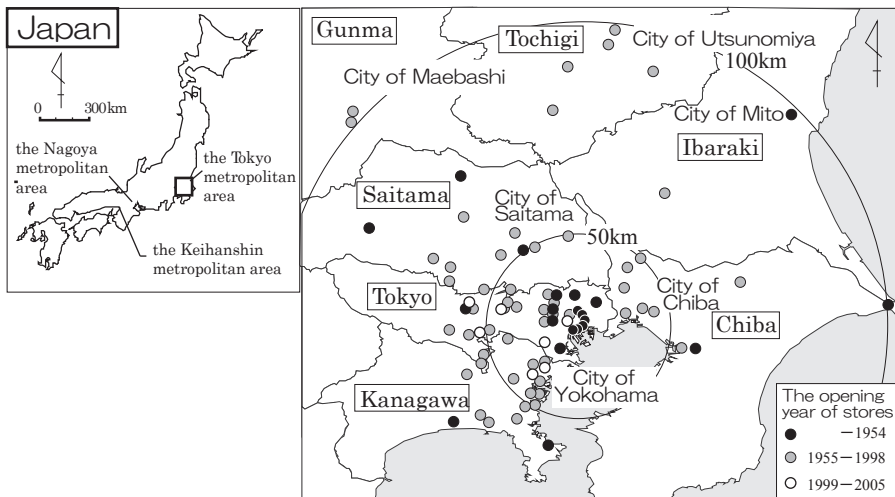 Japan
0 300km
the Nagoya
metropolitan
area
the Tokyo
metropolitan
area
the Keihanshin
metropolitan area
Gunma
Tochigi
City of Utsunomiya
100km
City of Maebashi
City of Mito
Ibaraki
Saitama
City of
Saitama
50km
Tokyo
City of
Chiba
Chiba
City of
Yokohama
Kanagawa
The opening
year of stores
－1954
1955－1998
1999－2005